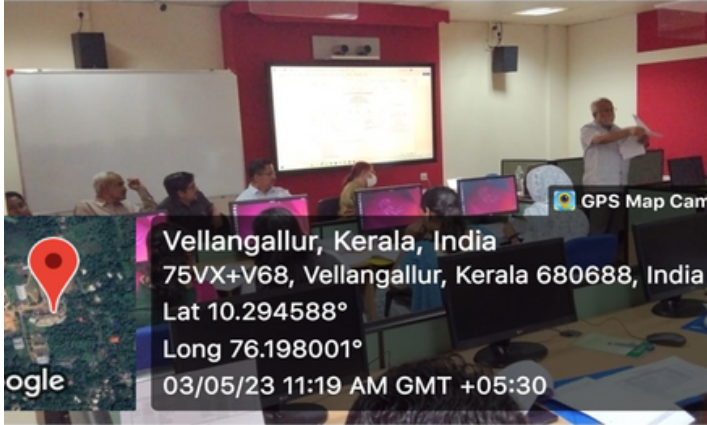 GPS Map Cam
Vellangallur, Kerala, India
75VX+V68, Vellangallur, Kerala 680688, India
Lat 10.294588°
Long 76.198001°
03/05/23 11:19 AM GMT +05:30
ogle